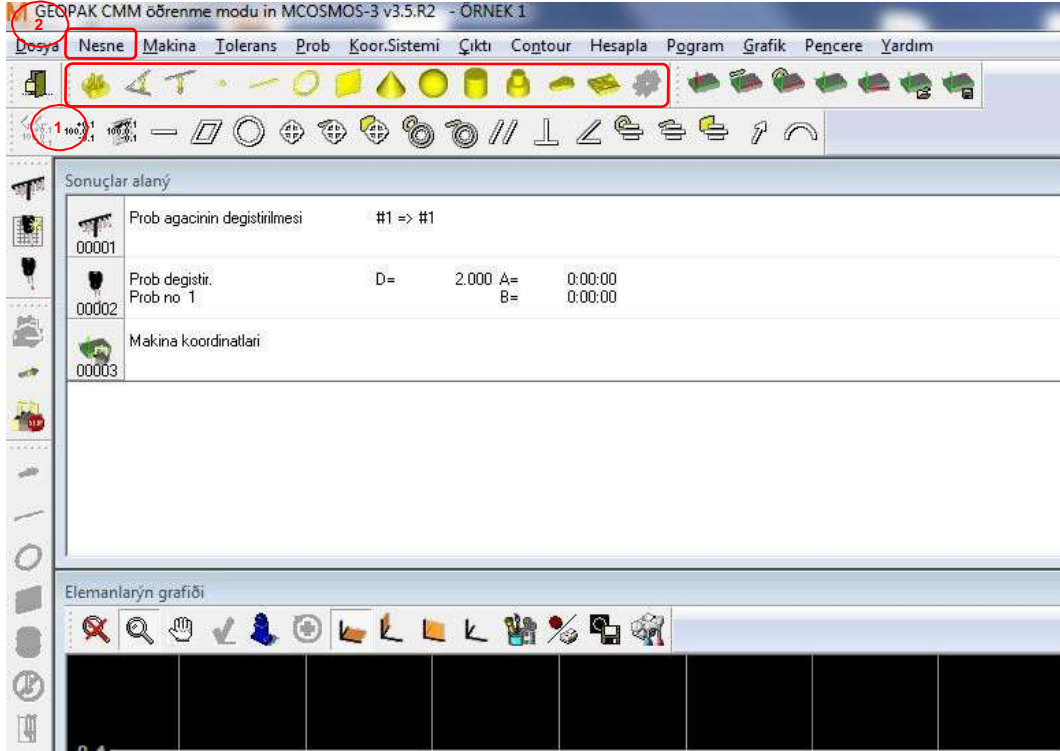 GEOPAK CMM öðrenme modu in MCOSMOS-3 v3.5.R2 - ÖRNEK 1
2
Dosya Nesne Makina Tolerans Prob Koor.Sistemi Çıktı Contour Hesapla Pogram Grafik Pencere Yardım
1
Sonuçlar alaný
Prob agacinin degistirilmesi #1 => #1
00001
Prob degistir. D= 2.000 A= 0:00:00
Prob no 1 B= 0:00:00
00002
Makina koordinatlari
00003
Elemanlarýn grafiði